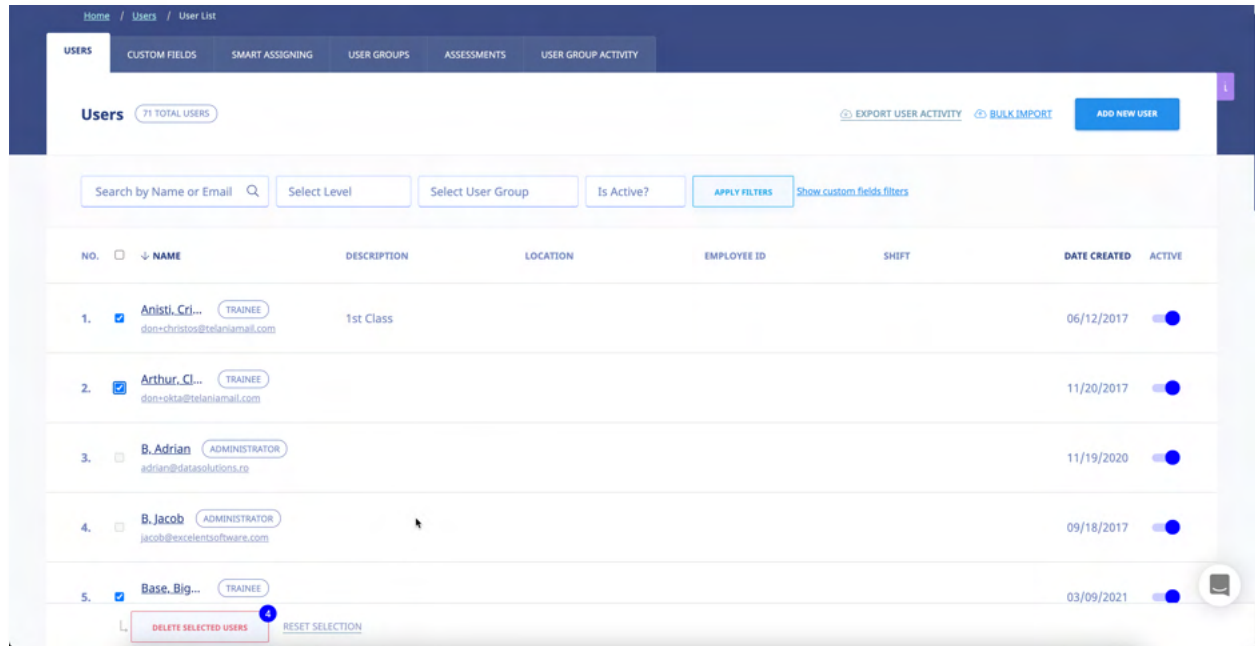 Home / Users / User List
USERS CUSTOM FIELDS SMART ASSIGNING USER GROUPS ASSESSMENTS USER GROUP ACTIVITY
i
Users 71 TOTAL USERS EXPORT USER ACTIVITY BULK IMPORT ADD NEW USER
Search by Name or Email Select Level Select User Group Is Active? APPLY FILTERS Show custom fields filters
NO. NAME DESCRIPTION LOCATION EMPLOYEE ID SHIFT DATE CREATED ACTIVE
1. Anisti, Cri... TRAINEE 1st Class 06/12/2017
don+christos@telaniamail.com
2. Arthur, Cl... TRAINEE 11/20/2017
don+okta@telaniamail.com
3. B, Adrian ADMINISTRATOR 11/19/2020
adrian@datasolutions.ro
4. B, Jacob ADMINISTRATOR 09/18/2017
jacob@excelentsoftware.com
5. Base, Big... TRAINEE 03/09/2021
DELETE SELECTED USERS 4 RESET SELECTION